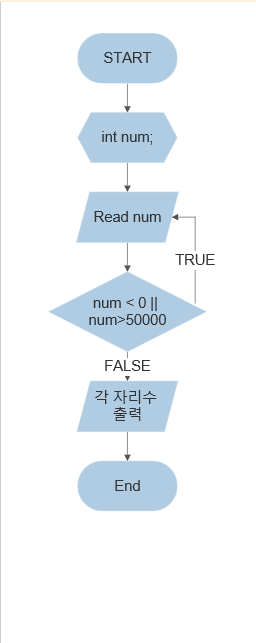 START
int num;
Read num
TRUE
num < 0 ||
num>50000
FALSE
각 자리수
출력
End